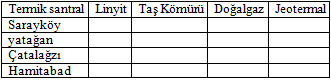 Termik santral Linyit Taş Kömürü Doğalgaz Jeotermal
Sarayköy
yatağan
Çatalağzı
Hamitabad